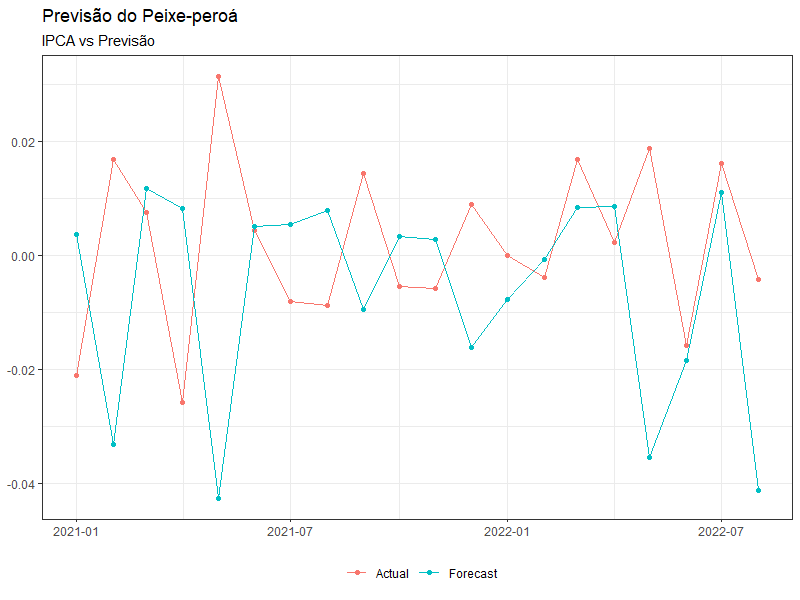 Previsão do Peixe-peroá
IPCA vs Previsão
0.02
0.00
-0.02
-0.04
2021-01 2021-07 2022-01 2022-07
Actual Forecast